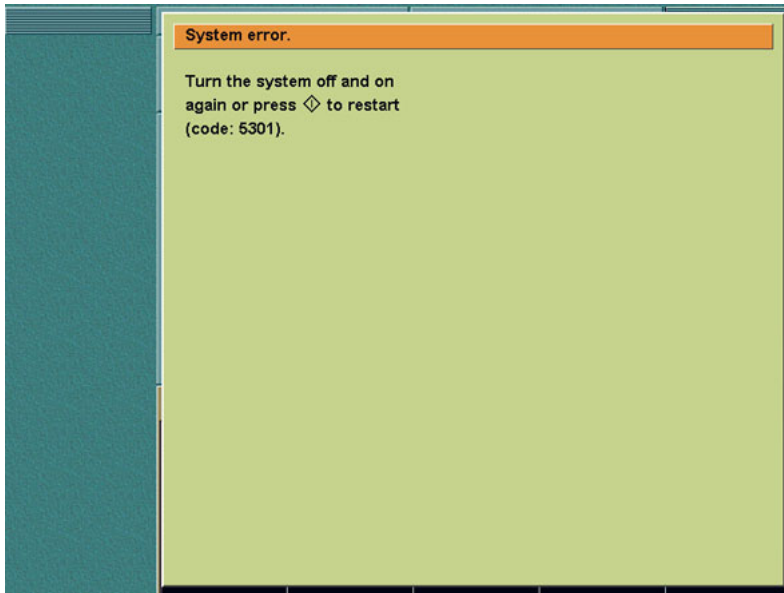 System error.
Turn the system off and on
again or press to restart
(code: 5301).